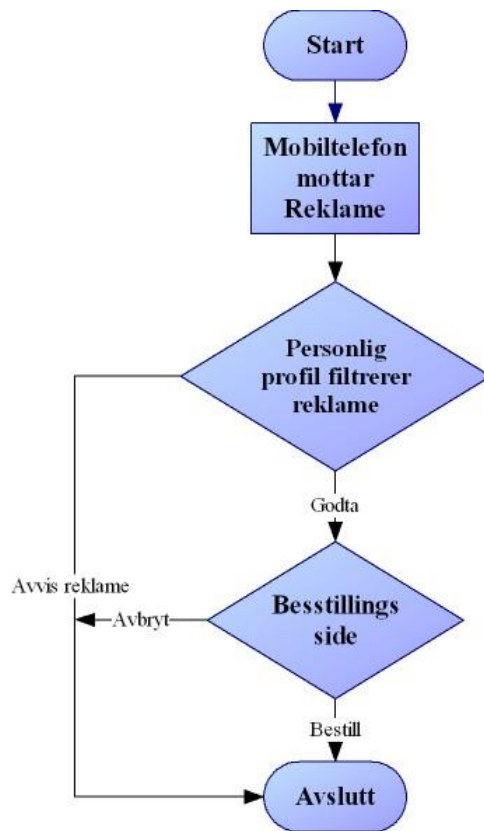 Start
Mobiltelefon
mottar
Reklame
Personlig
profil filtrerer
reklame
Godta
Avvis reklame
Besstillings
side
Avbryt
Bestill
Avslutt